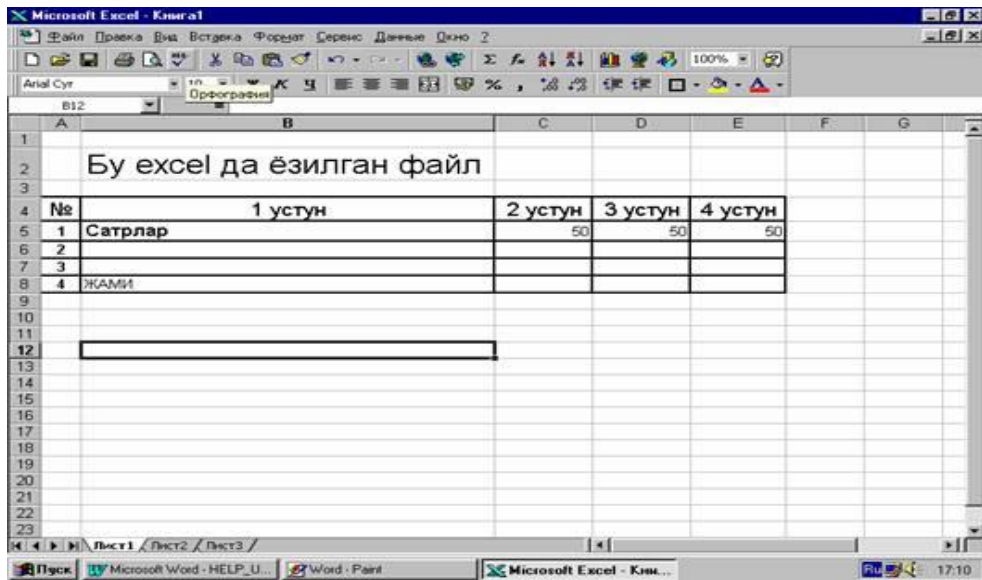 Microsoft Excel - Книга1
Файл Правка Вид Вставка Формат Сервис Данные Окно ?
100%
Arial Cyr 10 Ж К Ч
Орфография
B12 =
A B C D E F G
1
2 Бу excel да ёзилган файл
3
4 № 1 устун 2 устун 3 устун 4 устун
5 1 Сатрлар 50 50 50
6 2
7 3
8 4 ЖАМИ
9
10
11
12
13
14
15
16
17
18
19
20
21
22
23
Лист1 Лист2 Лист3
Пуск Microsoft Word - HELP_U... Word - Paint Microsoft Excel - Кни... Ru 17:10